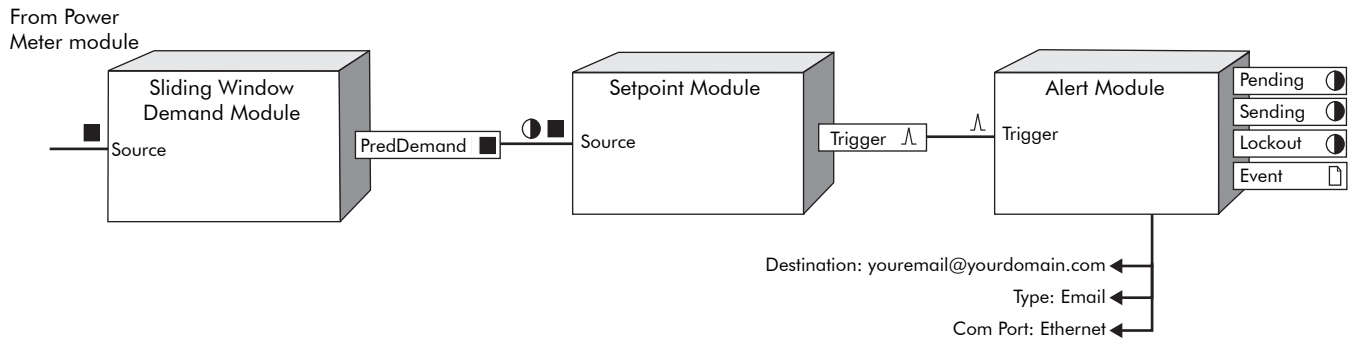 From Power
Meter module
Sliding Window
Demand Module
Source
PredDemand
Setpoint Module
Source
Trigger
Alert Module
Trigger
Pending
Sending
Lockout
Event
Destination: youremail@yourdomain.com
Type: Email
Com Port: Ethernet